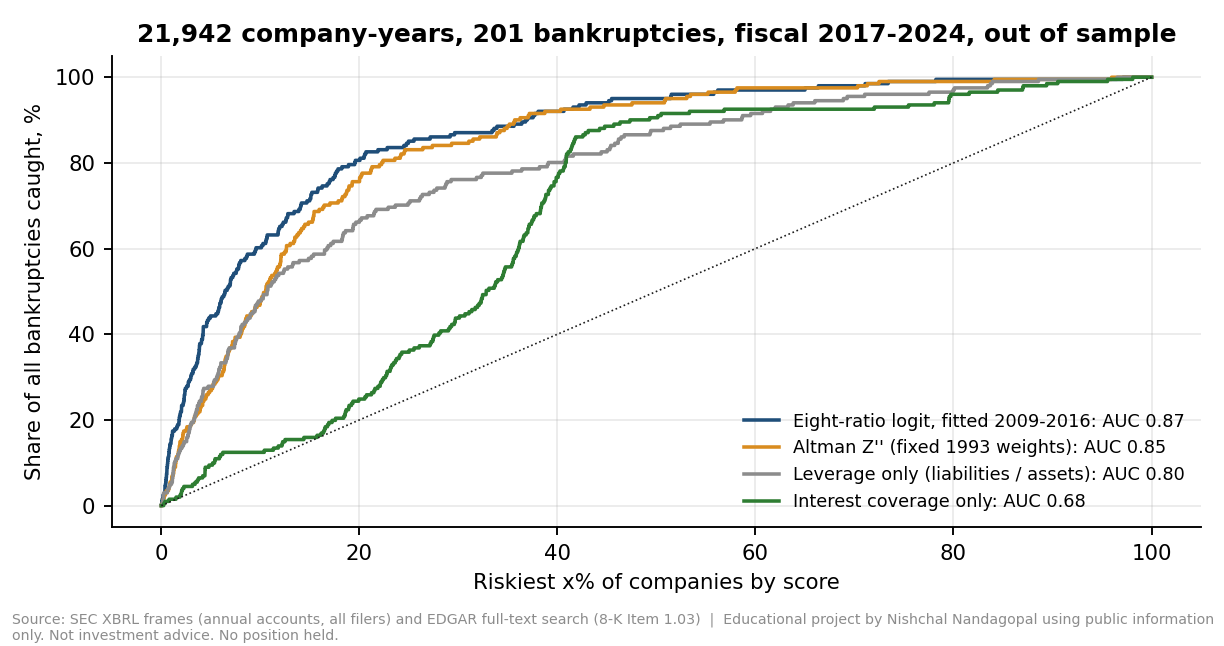 21,942 company-years, 201 bankruptcies, fiscal 2017-2024, out of sample
Share of all bankruptcies caught, %
100
80
60
40
20
0
Eight-ratio logit, fitted 2009-2016: AUC 0.87
Altman Z'' (fixed 1993 weights): AUC 0.85
Leverage only (liabilities / assets): AUC 0.80
Interest coverage only: AUC 0.68
0 20 40 60 80 100
Riskiest x% of companies by score
Source: SEC XBRL frames (annual accounts, all filers) and EDGAR full-text search (8-K Item 1.03) | Educational project by Nishchal Nandagopal using public information
only. Not investment advice. No position held.